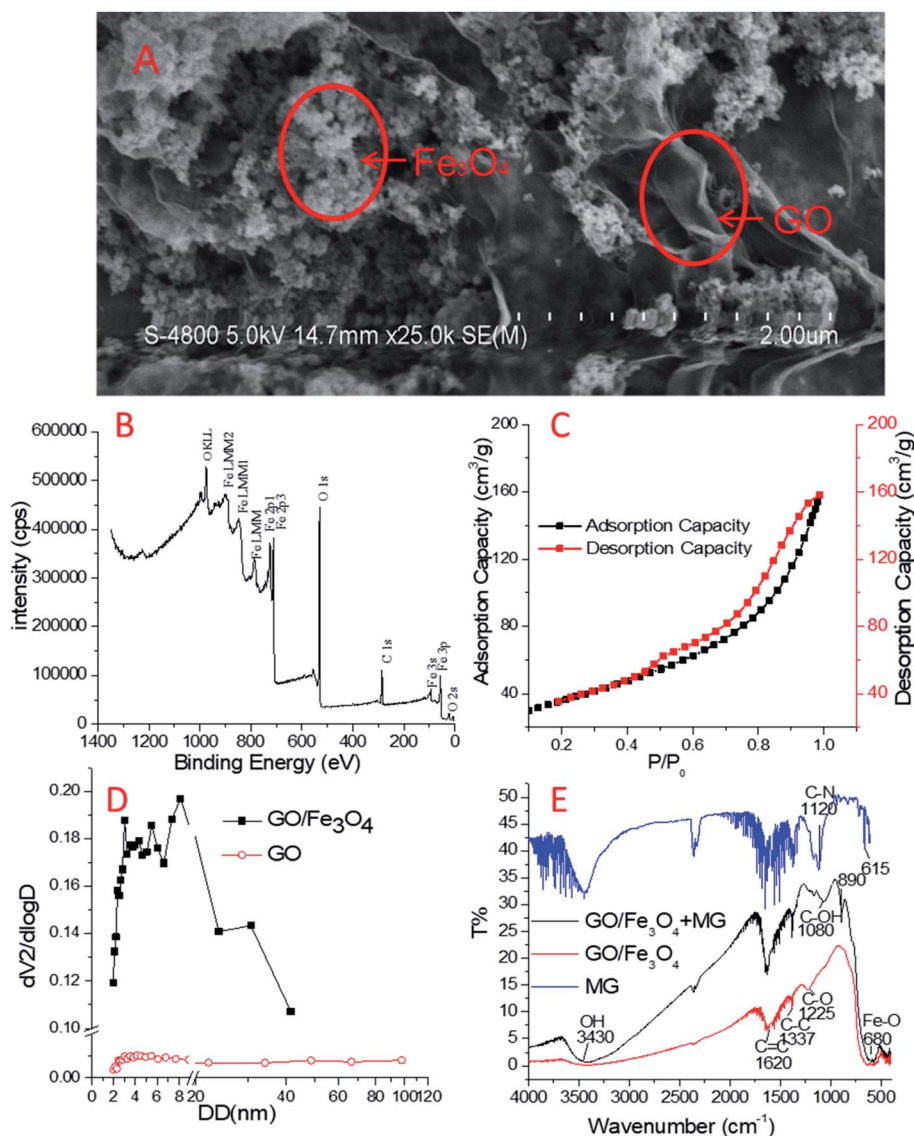 A
Fe₃O₄
GO
S-4800 5.0kV 14.7mm x25.0k SE(M)
2.00um
B
600000
500000
400000
300000
200000
100000
0
intensity (cps)
OKLL
Fe LMM2
Fe LMM1
Fe LMM
Fe 2p1
Fe 2p3
O 1s
C 1s
Fe 3s
Fe 3p
O 2s
1400 1200 1000 800 600 400 200 0
Binding Energy (eV)
C
200
160
120
80
40
Adsorption Capacity (cm³/g)
Adsorption Capacity
Desorption Capacity
200
160
120
80
40
Desorption Capacity (cm³/g)
0.2 0.4 0.6 0.8 1.0
P/P₀
D
0.20
0.18
0.16
0.14
0.12
0.10
0.00
dV2/dlogD
GO/Fe₃O₄
GO
0 2 4 6 8 20 40 60 80 100 120
DD(nm)
E
50
45
40
35
30
25
20
15
10
5
0
T%
C-N
1120
615
890
GO/Fe₃O₄+MG
GO/Fe₃O₄
MG
C-OH
1080
C-O
1225
C-C
1337
C=C
1620
OH
3430
Fe-O
680
4000 3500 3000 2500 2000 1500 1000 500
Wavenumber (cm⁻¹)